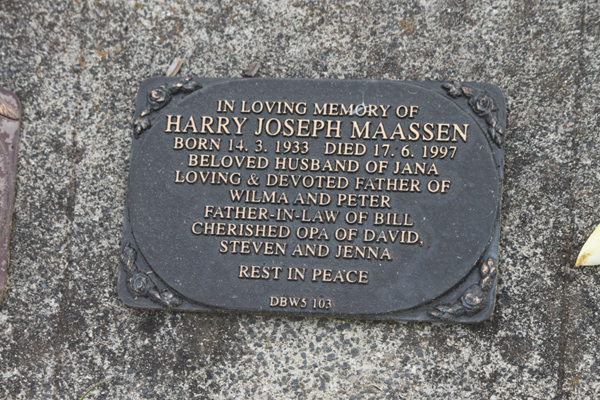 IN LOVING MEMORY OF
HARRY JOSEPH MAASSEN
BORN 14. 3. 1933 DIED 17. 6. 1997
BELOVED HUSBAND OF JANA
LOVING & DEVOTED FATHER OF
WILMA AND PETER
FATHER-IN-LAW OF BILL
CHERISHED OPA OF DAVID,
STEVEN AND JENNA
REST IN PEACE
DBW5 103